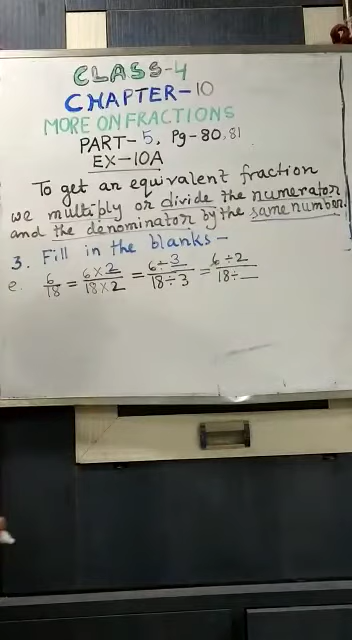 CLASS-4
CHAPTER-10
MORE ON FRACTIONS
PART-5, Pg-80,81
EX-10A
To get an equivalent fraction
we multiply or divide the numerator
and the denominator by the same number.
3. Fill in the blanks-
e. 6/18 = 6×2/18×2 = 6÷3/18÷3 = 6÷2/18÷__